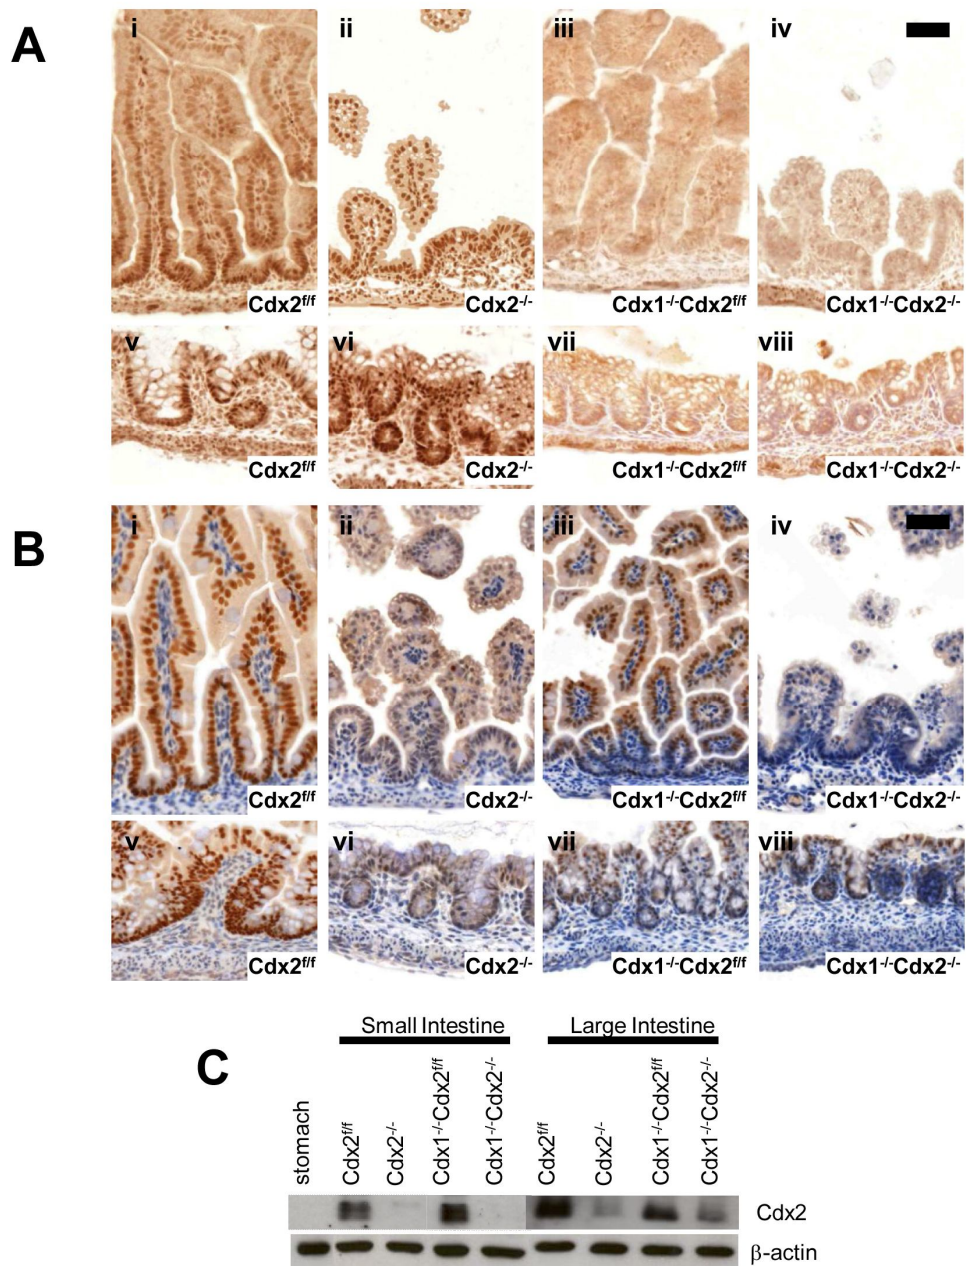 A
i
ii
iii
iv
Cdx2f/f
Cdx2-/-
Cdx1-/-Cdx2f/f
Cdx1-/-Cdx2-/-
v
vi
vii
viii
Cdx2f/f
Cdx2-/-
Cdx1-/-Cdx2f/f
Cdx1-/-Cdx2-/-
B
i
ii
iii
iv
Cdx2f/f
Cdx2-/-
Cdx1-/-Cdx2f/f
Cdx1-/-Cdx2-/-
v
vi
vii
viii
Cdx2f/f
Cdx2-/-
Cdx1-/-Cdx2f/f
Cdx1-/-Cdx2-/-
C
Small Intestine
Large Intestine
stomach
Cdx2f/f
Cdx2-/-
Cdx1-/-Cdx2f/f
Cdx1-/-Cdx2-/-
Cdx2f/f
Cdx2-/-
Cdx1-/-Cdx2f/f
Cdx1-/-Cdx2-/-
Cdx2
β-actin